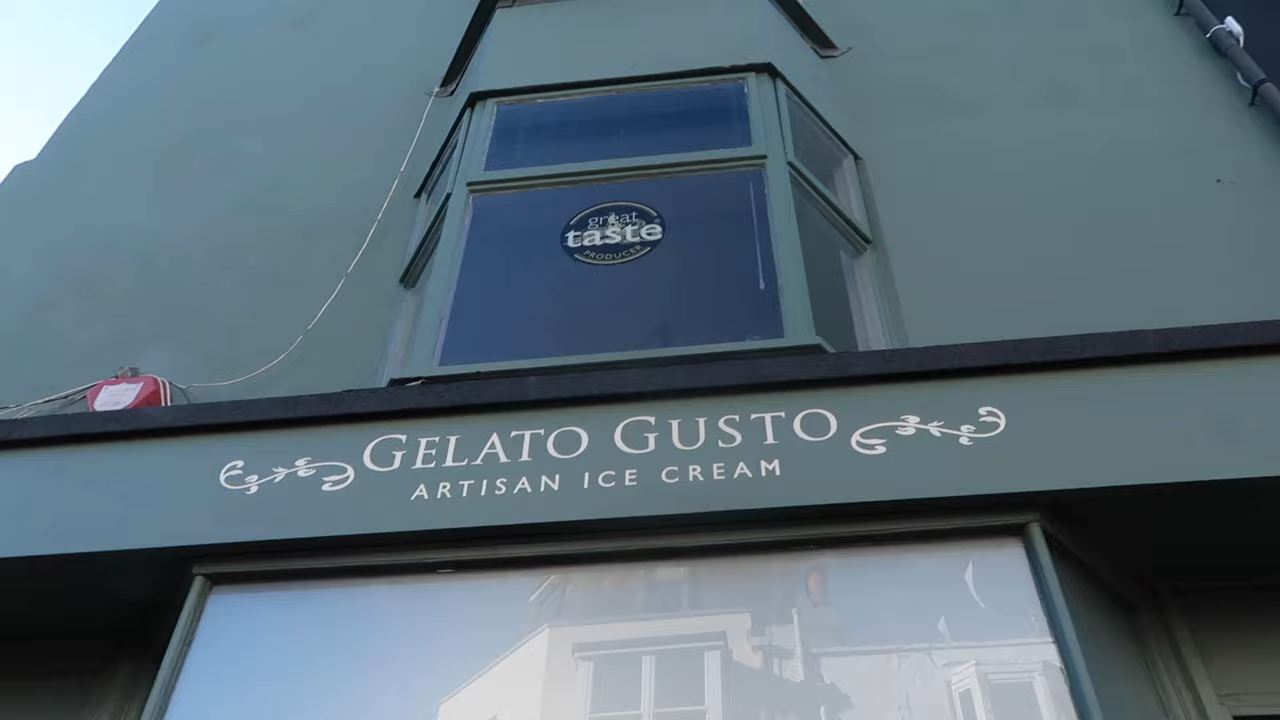 great
taste
PRODUCER
GELATO GUSTO
ARTISAN ICE CREAM